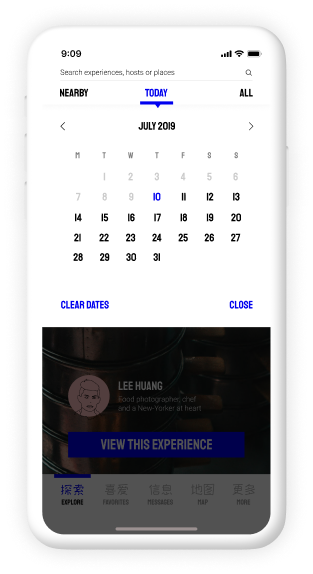 9:09
Search experiences, hosts or places
NEARBY TODAY ALL
JULY 2019
M T W T F S S
1 2 3 4 5 6
7 8 9 10 11 12 13
14 15 16 17 18 19 20
21 22 23 24 25 26 27
28 29 30 31
CLEAR DATES CLOSE
LEE HUANG
Food photographer, chef
and a New-Yorker at heart
VIEW THIS EXPERIENCE
探索 喜爱 信息 地图 更多
EXPLORE FAVORITES MESSAGES MAP MORE